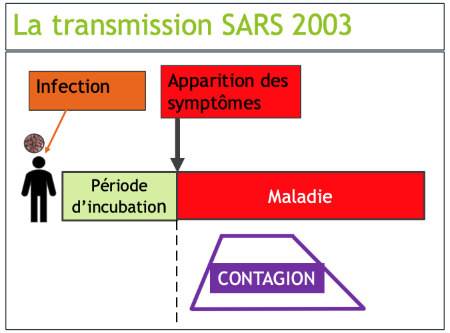 La transmission SARS 2003
Infection
Apparition des
symptômes
Période
d'incubation
Maladie
CONTAGION